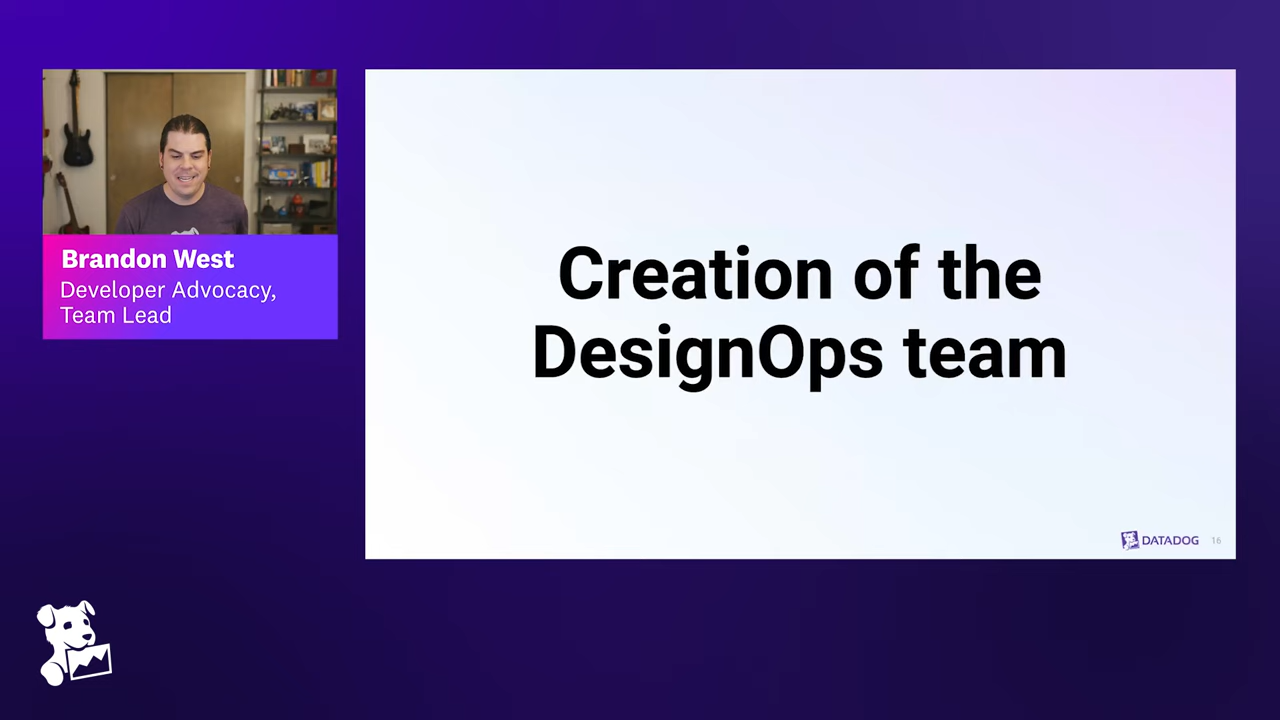 Brandon West
Developer Advocacy,
Team Lead
Creation of the
DesignOps team
DATADOG 16